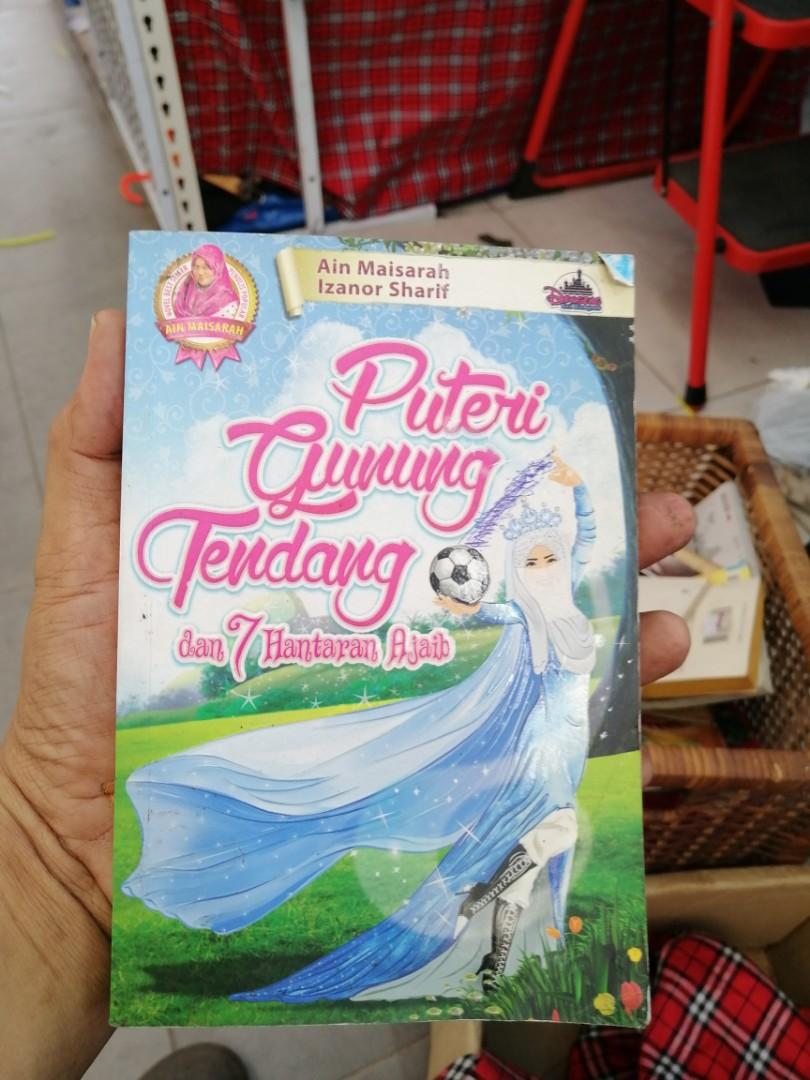 Ain Maisarah
Izanor Sharif
AIN MAISARAH
Puteri
Gunung
Tendang
dan 7 Hantaran Ajaib